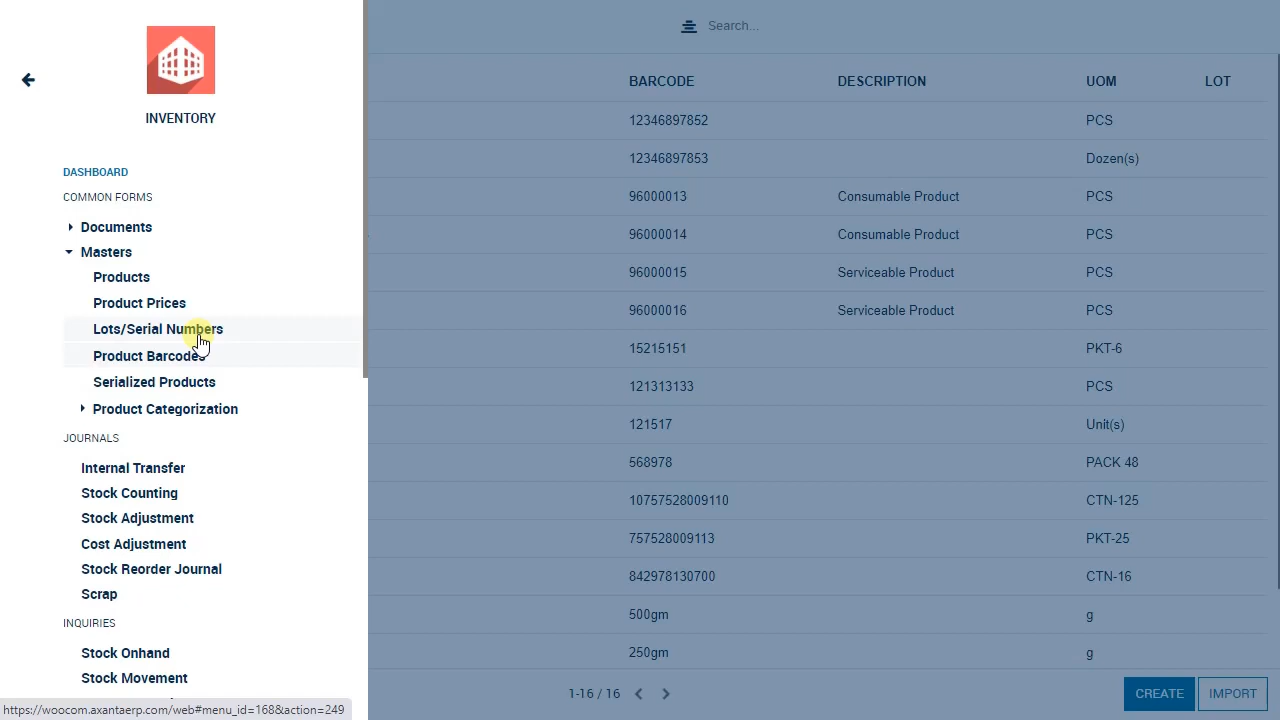 Search...
INVENTORY
BARCODE DESCRIPTION UOM LOT
12346897852 PCS
12346897853 Dozen(s)
96000013 Consumable Product PCS
96000014 Consumable Product PCS
96000015 Serviceable Product PCS
96000016 Serviceable Product PCS
15215151 PKT-6
121313133 PCS
121517 Unit(s)
568978 PACK 48
10757528009110 CTN-125
757528009113 PKT-25
842978130700 CTN-16
500gm g
250gm g
DASHBOARD
COMMON FORMS
Documents
Masters
Products
Product Prices
Lots/Serial Numbers
Product Barcodes
Serialized Products
Product Categorization
JOURNALS
Internal Transfer
Stock Counting
Stock Adjustment
Cost Adjustment
Stock Reorder Journal
Scrap
INQUIRIES
Stock Onhand
Stock Movement
1-16 / 16
CREATE IMPORT
https://woocom.axantaerp.com/web#menu_id=168&action=249